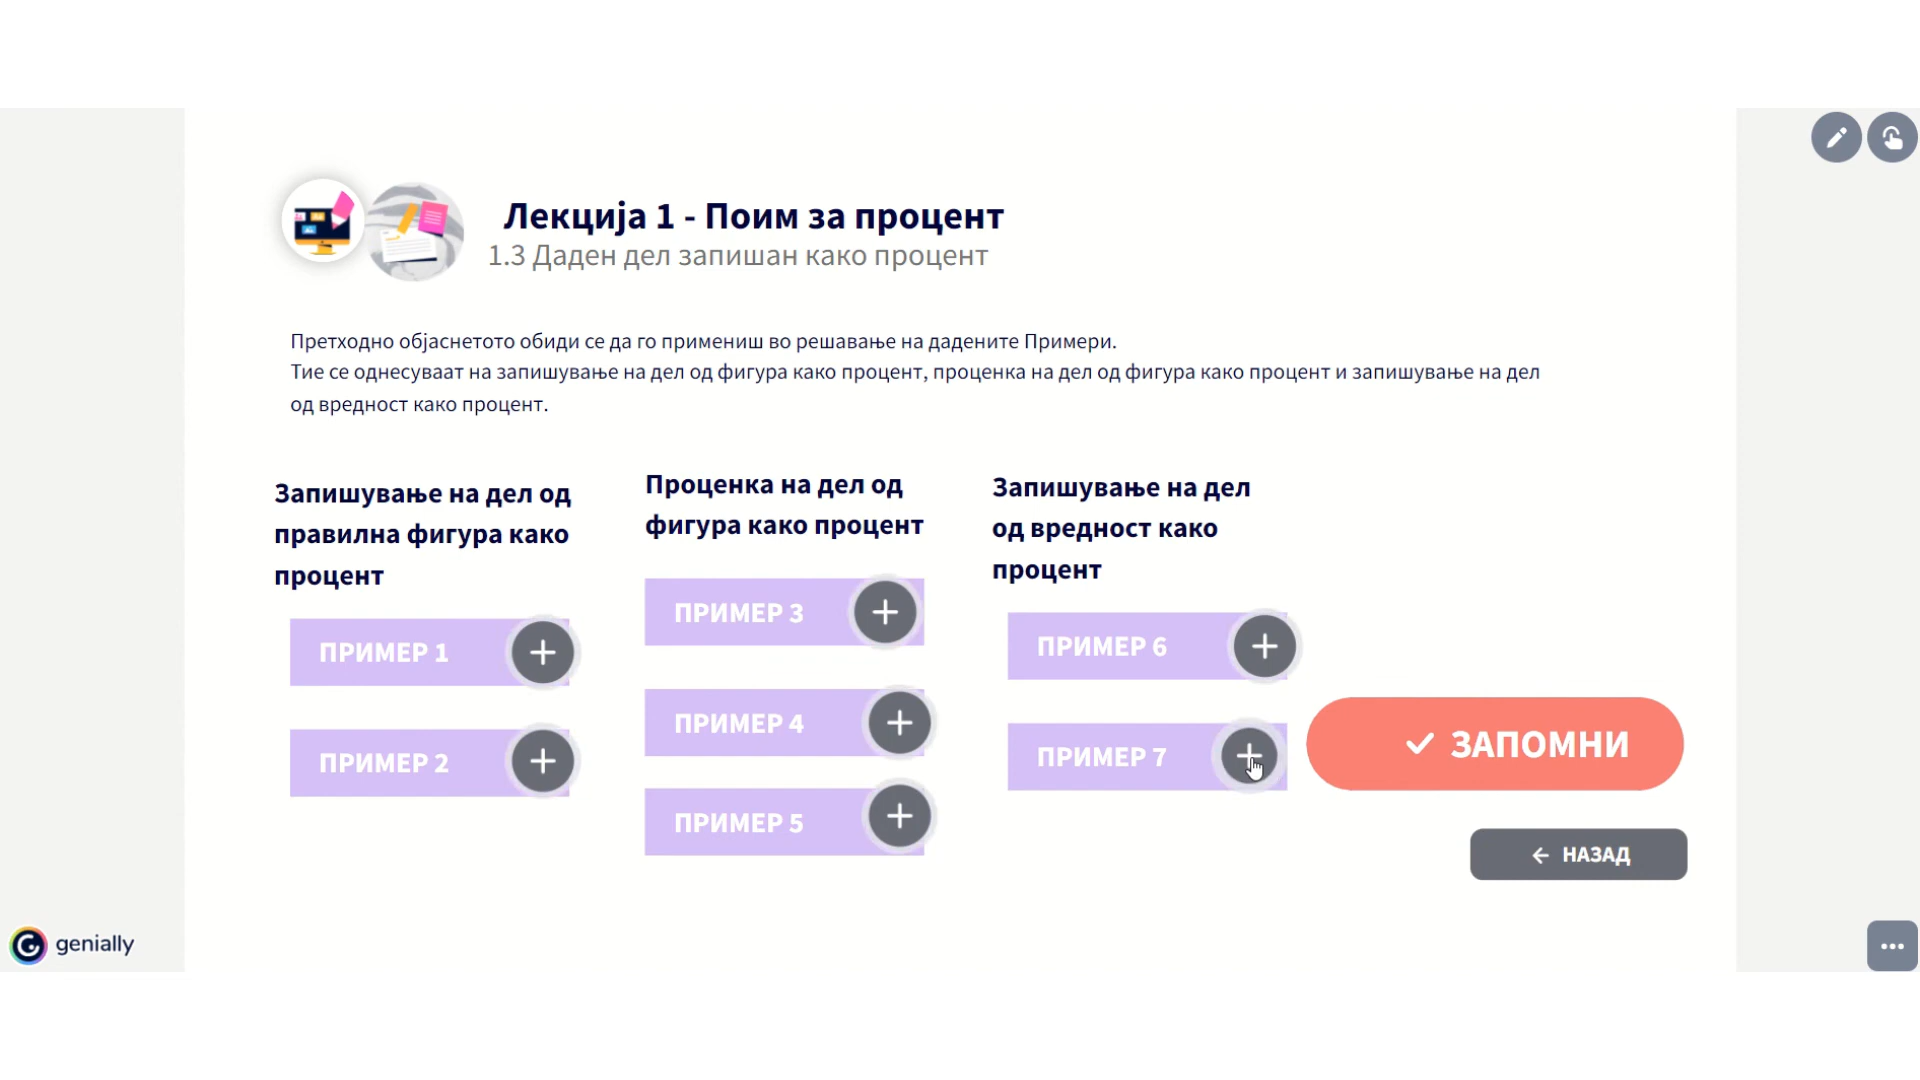 Лекција 1 - Поим за процент
1.3 Даден дел запишан како процент
Претходно објаснетото обиди се да го примениш во решавање на дадените Примери.
Тие се однесуваат на запишување на дел од фигура како процент, проценка на дел од фигура како процент и запишување на дел
од вредност како процент.
Запишување на дел од
правилна фигура како
процент
ПРИМЕР 1
ПРИМЕР 2
Проценка на дел од
фигура како процент
ПРИМЕР 3
ПРИМЕР 4
ПРИМЕР 5
Запишување на дел
од вредност како
процент
ПРИМЕР 6
ПРИМЕР 7
ЗАПОМНИ
НАЗАД
genially